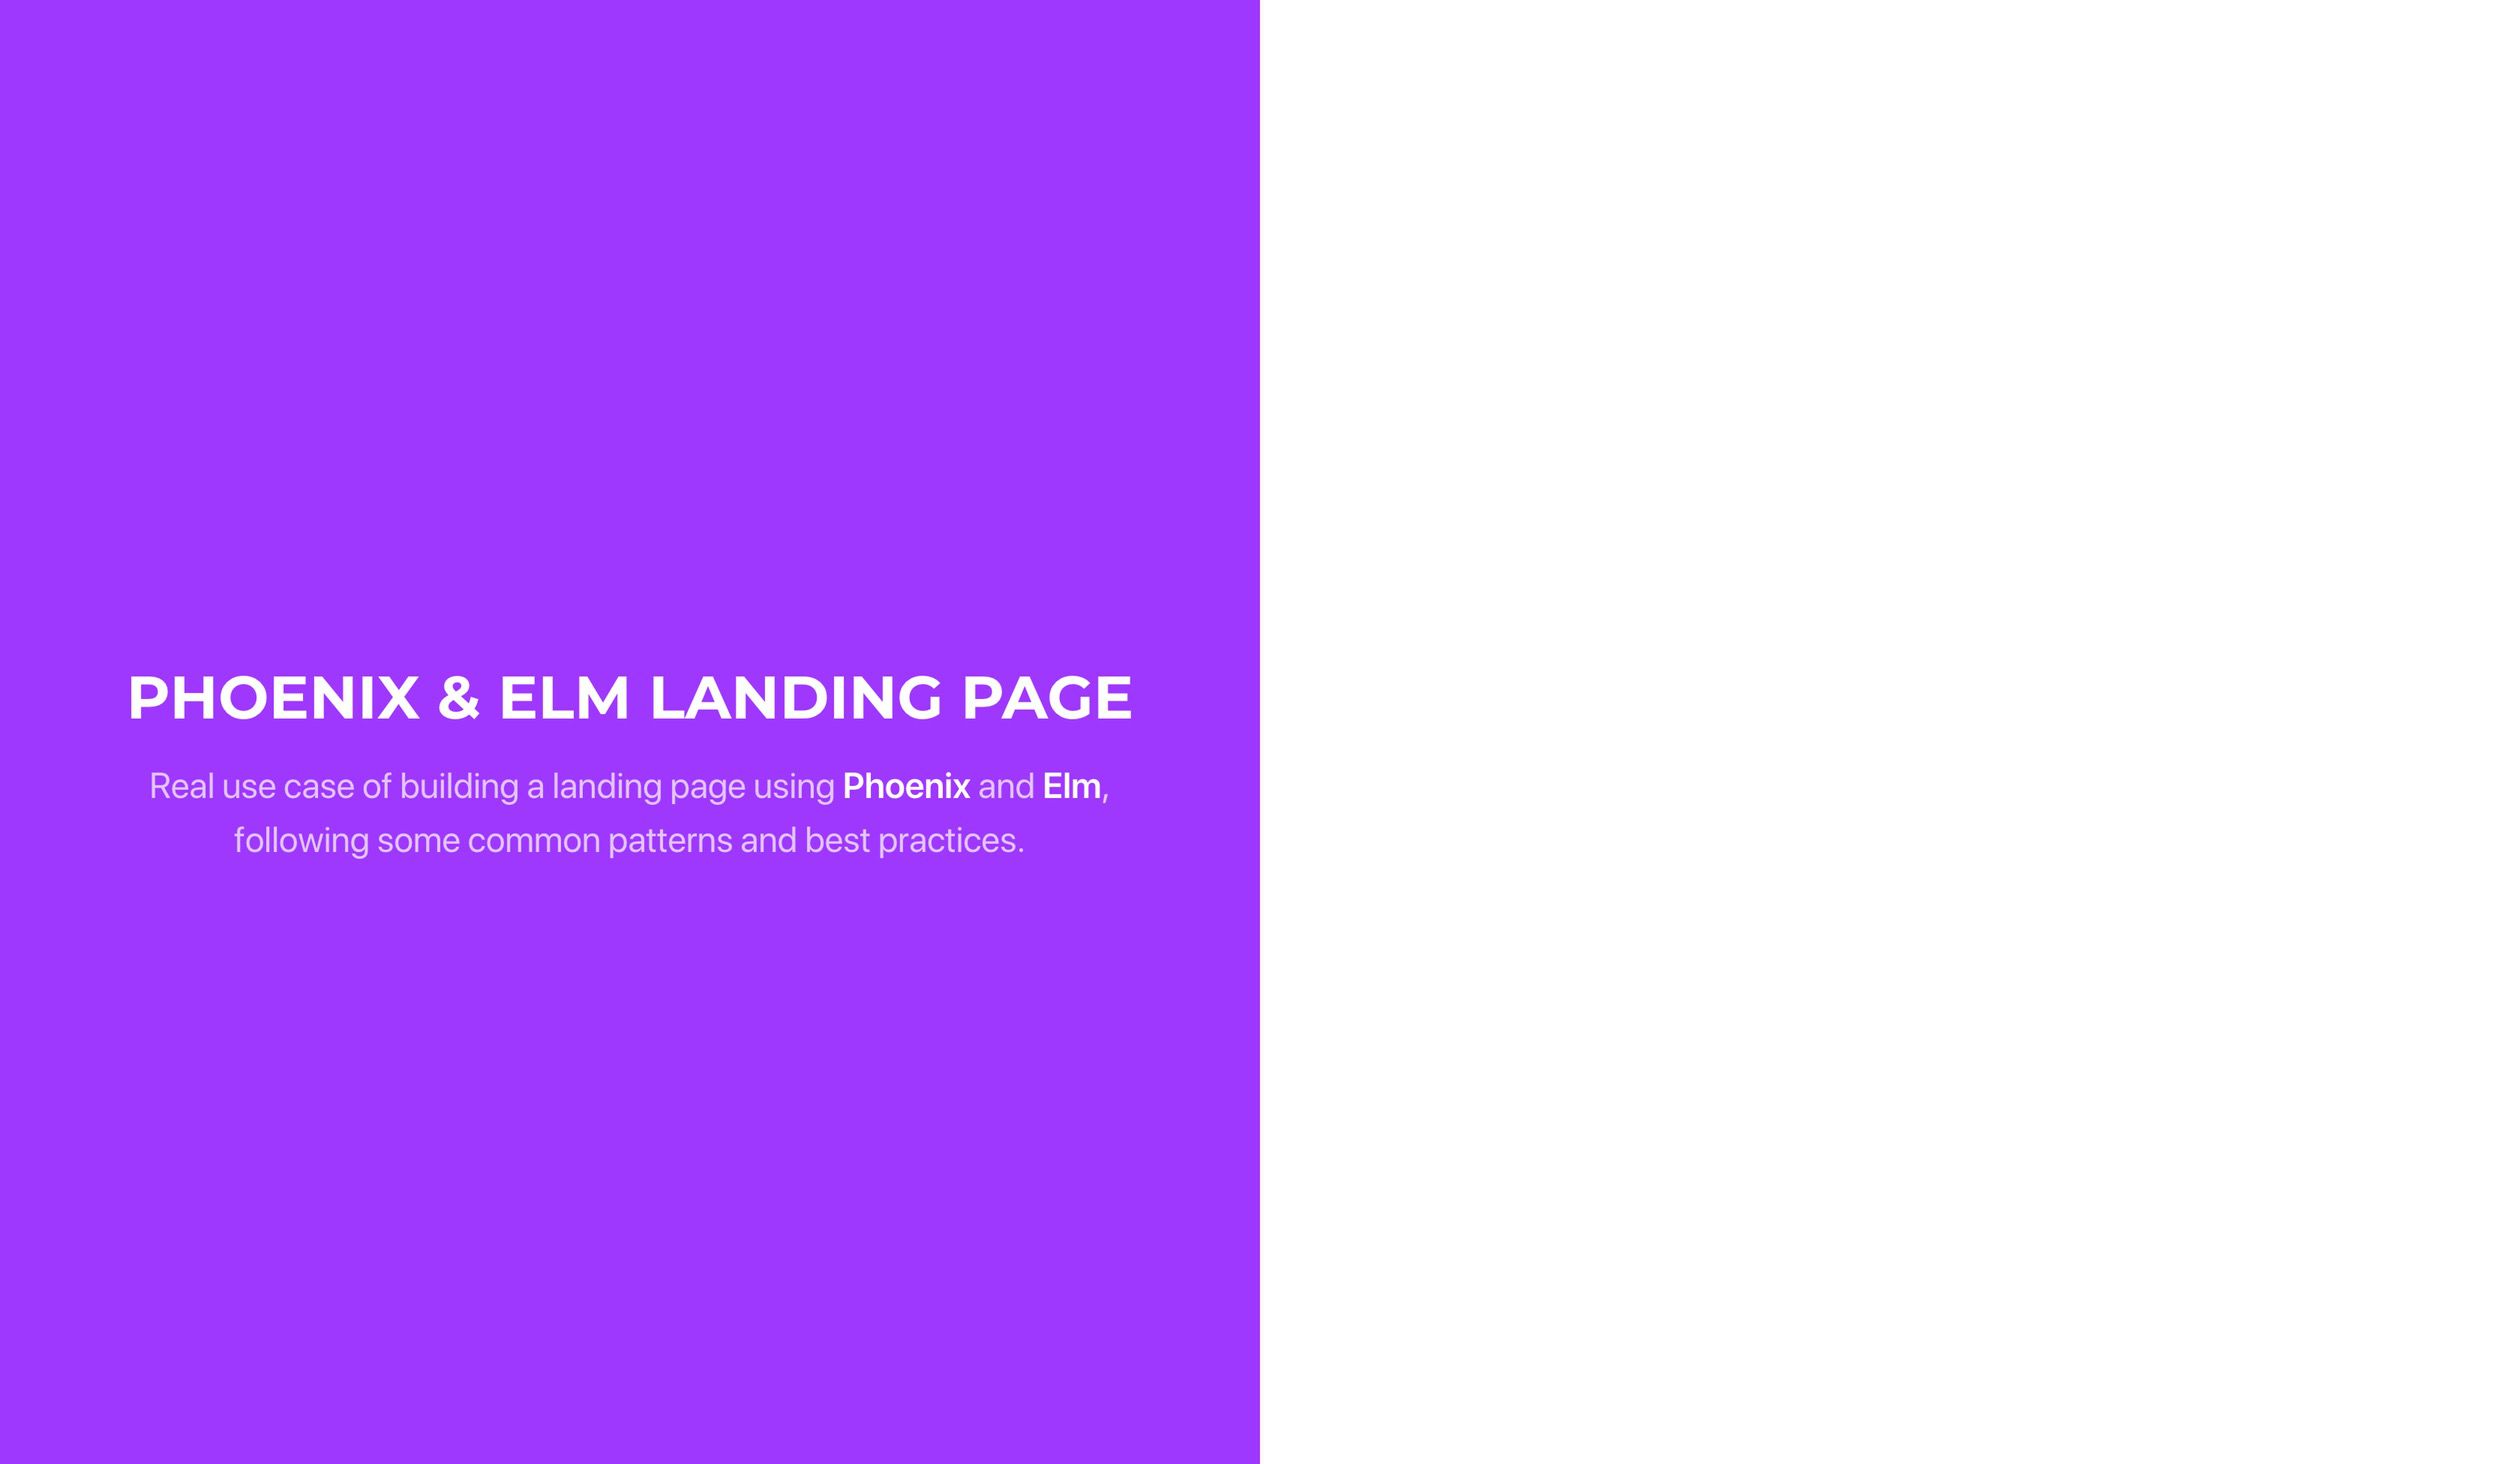 PHOENIX & ELM LANDING PAGE
Real use case of building a landing page using Phoenix and Elm,
following some common patterns and best practices.